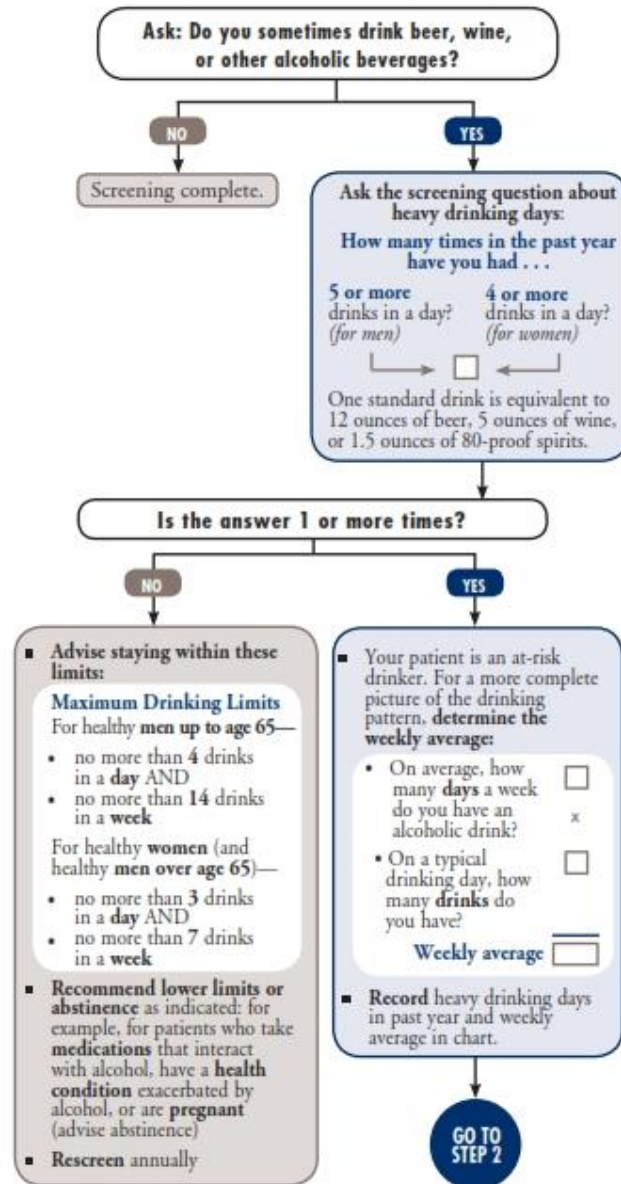 Ask: Do you sometimes drink beer, wine,
or other alcoholic beverages?
NO
YES
Screening complete.
Ask the screening question about
heavy drinking days:
How many times in the past year
have you had . . .
5 or more
drinks in a day?
(for men)
4 or more
drinks in a day?
(for women)
One standard drink is equivalent to
12 ounces of beer, 5 ounces of wine,
or 1.5 ounces of 80-proof spirits.
Is the answer 1 or more times?
NO
YES
▪ Advise staying within these
limits:
Maximum Drinking Limits
For healthy men up to age 65—
• no more than 4 drinks
in a day AND
• no more than 14 drinks
in a week
For healthy women (and
healthy men over age 65)—
• no more than 3 drinks
in a day AND
• no more than 7 drinks
in a week
▪ Recommend lower limits or
abstinence as indicated: for
example, for patients who take
medications that interact
with alcohol, have a health
condition exacerbated by
alcohol, or are pregnant
(advise abstinence)
▪ Rescreen annually
▪ Your patient is an at-risk
drinker. For a more complete
picture of the drinking
pattern, determine the
weekly average:
• On average, how
many days a week
do you have an
alcoholic drink?
x
• On a typical
drinking day, how
many drinks do
you have?
Weekly average
▪ Record heavy drinking days
in past year and weekly
average in chart.
GO TO
STEP 2